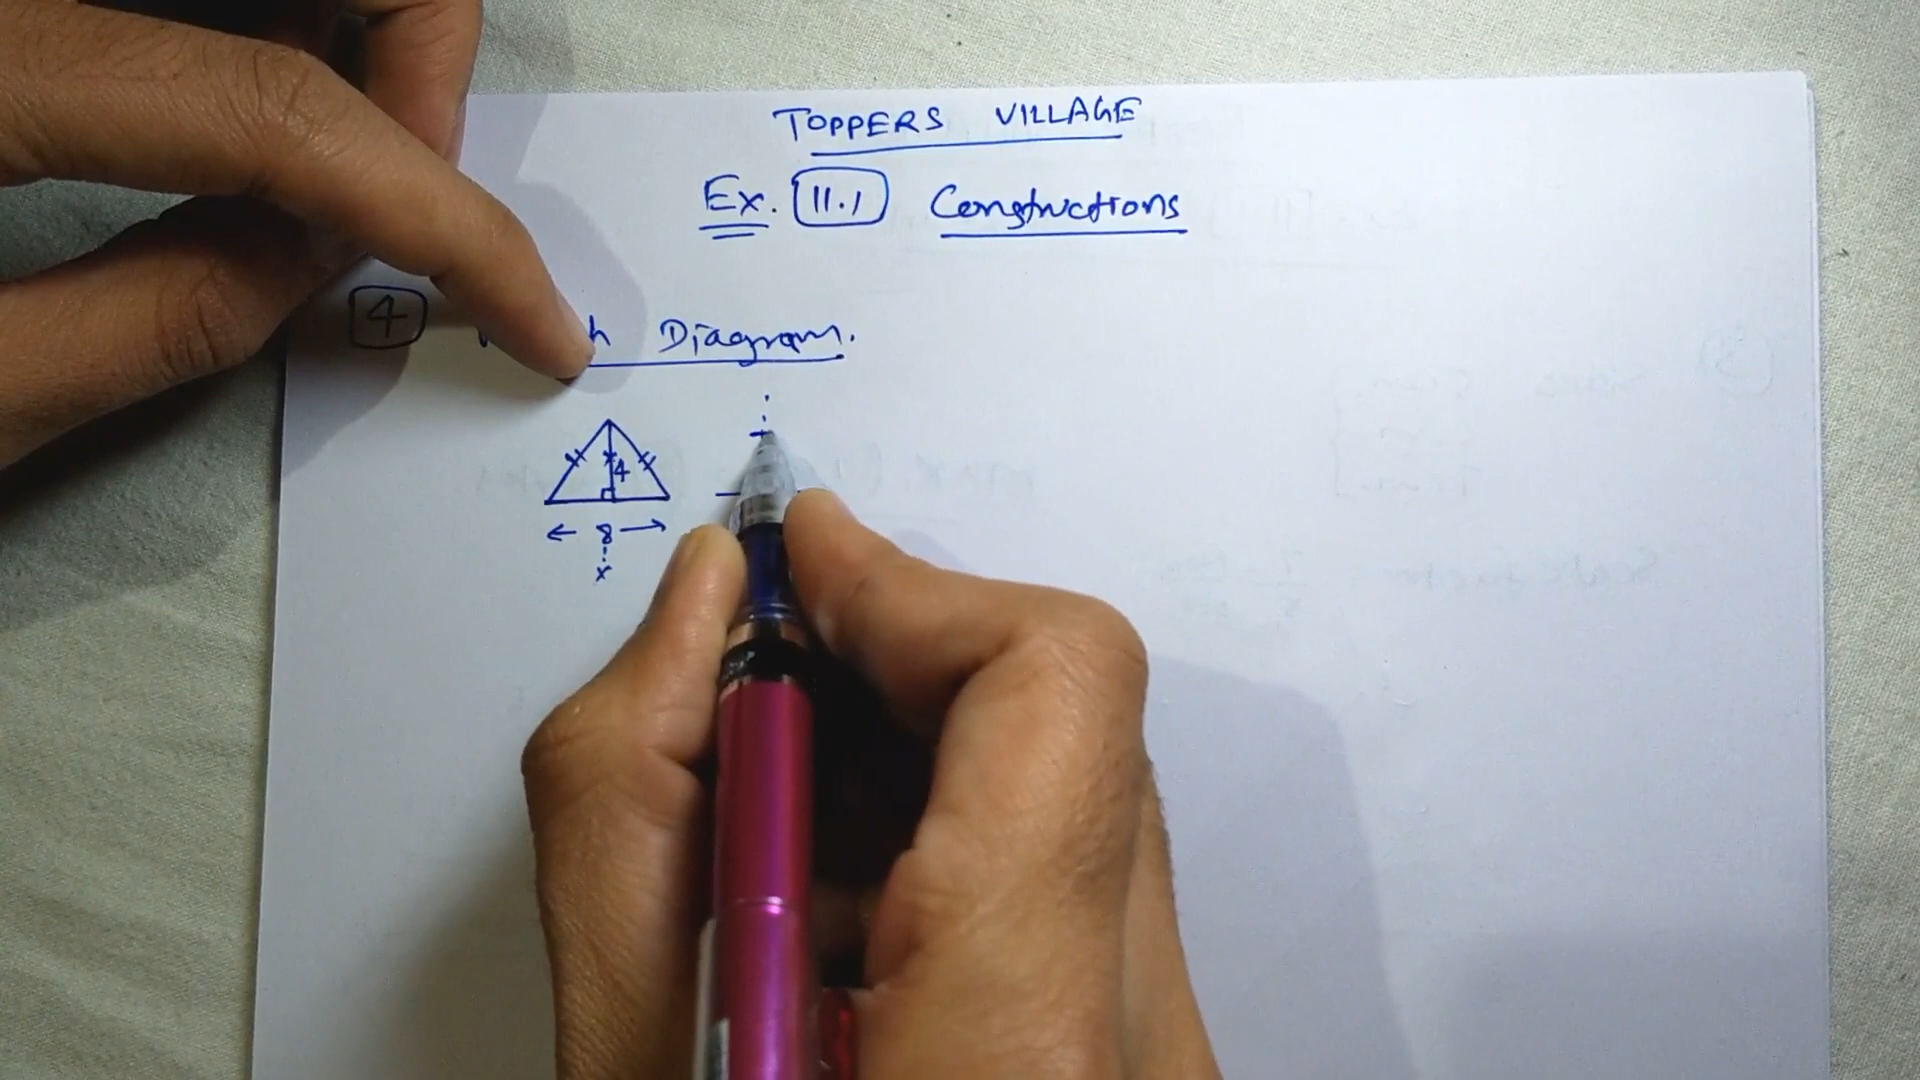 TOPPERS VILLAGE
Ex. 11.1 Constructions
4 Diagram.
4
← 8 →
x